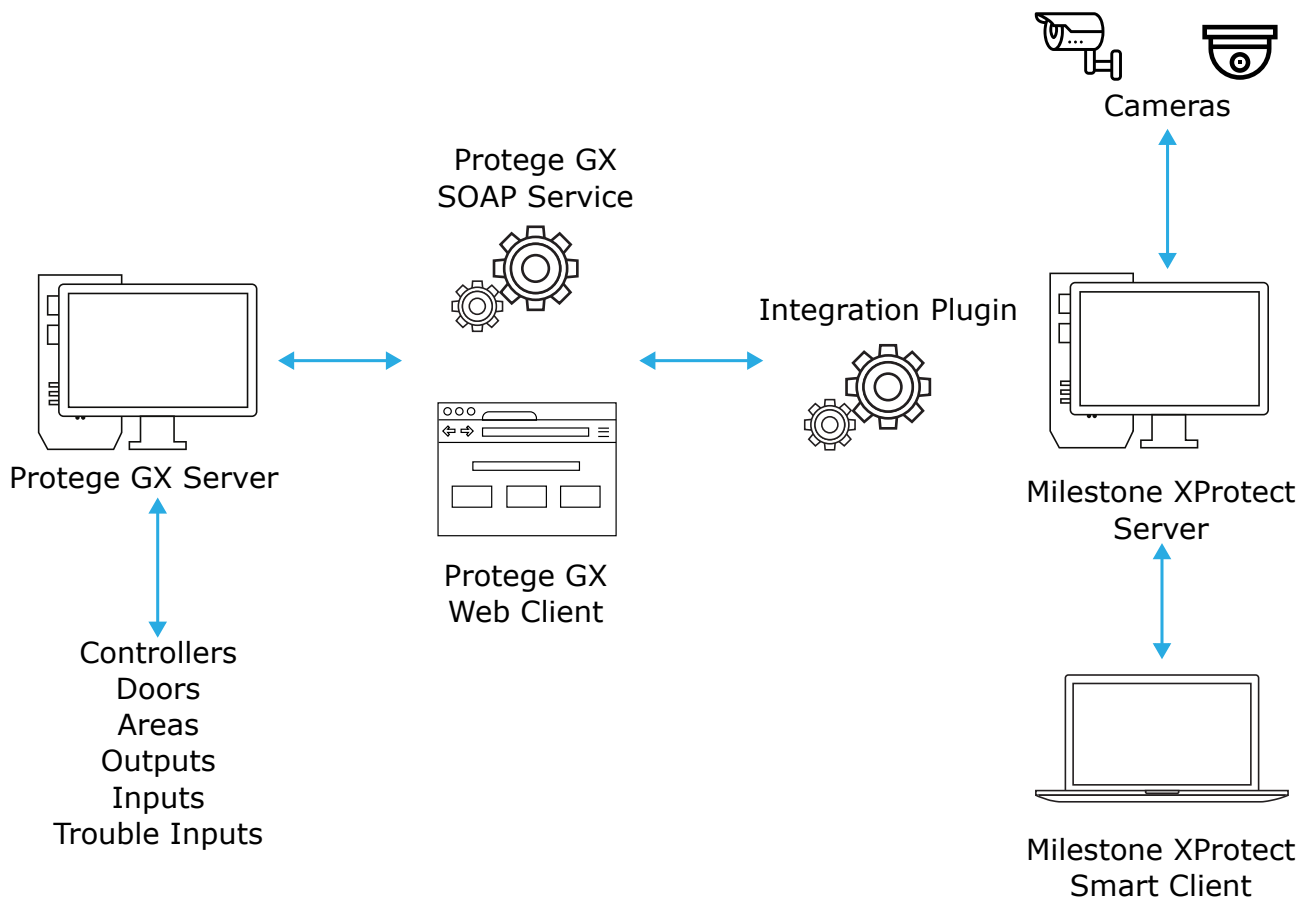 Cameras
Protege GX
SOAP Service
Integration Plugin
Protege GX Server
Milestone XProtect
Server
Protege GX
Web Client
Controllers
Doors
Areas
Outputs
Inputs
Trouble Inputs
Milestone XProtect
Smart Client